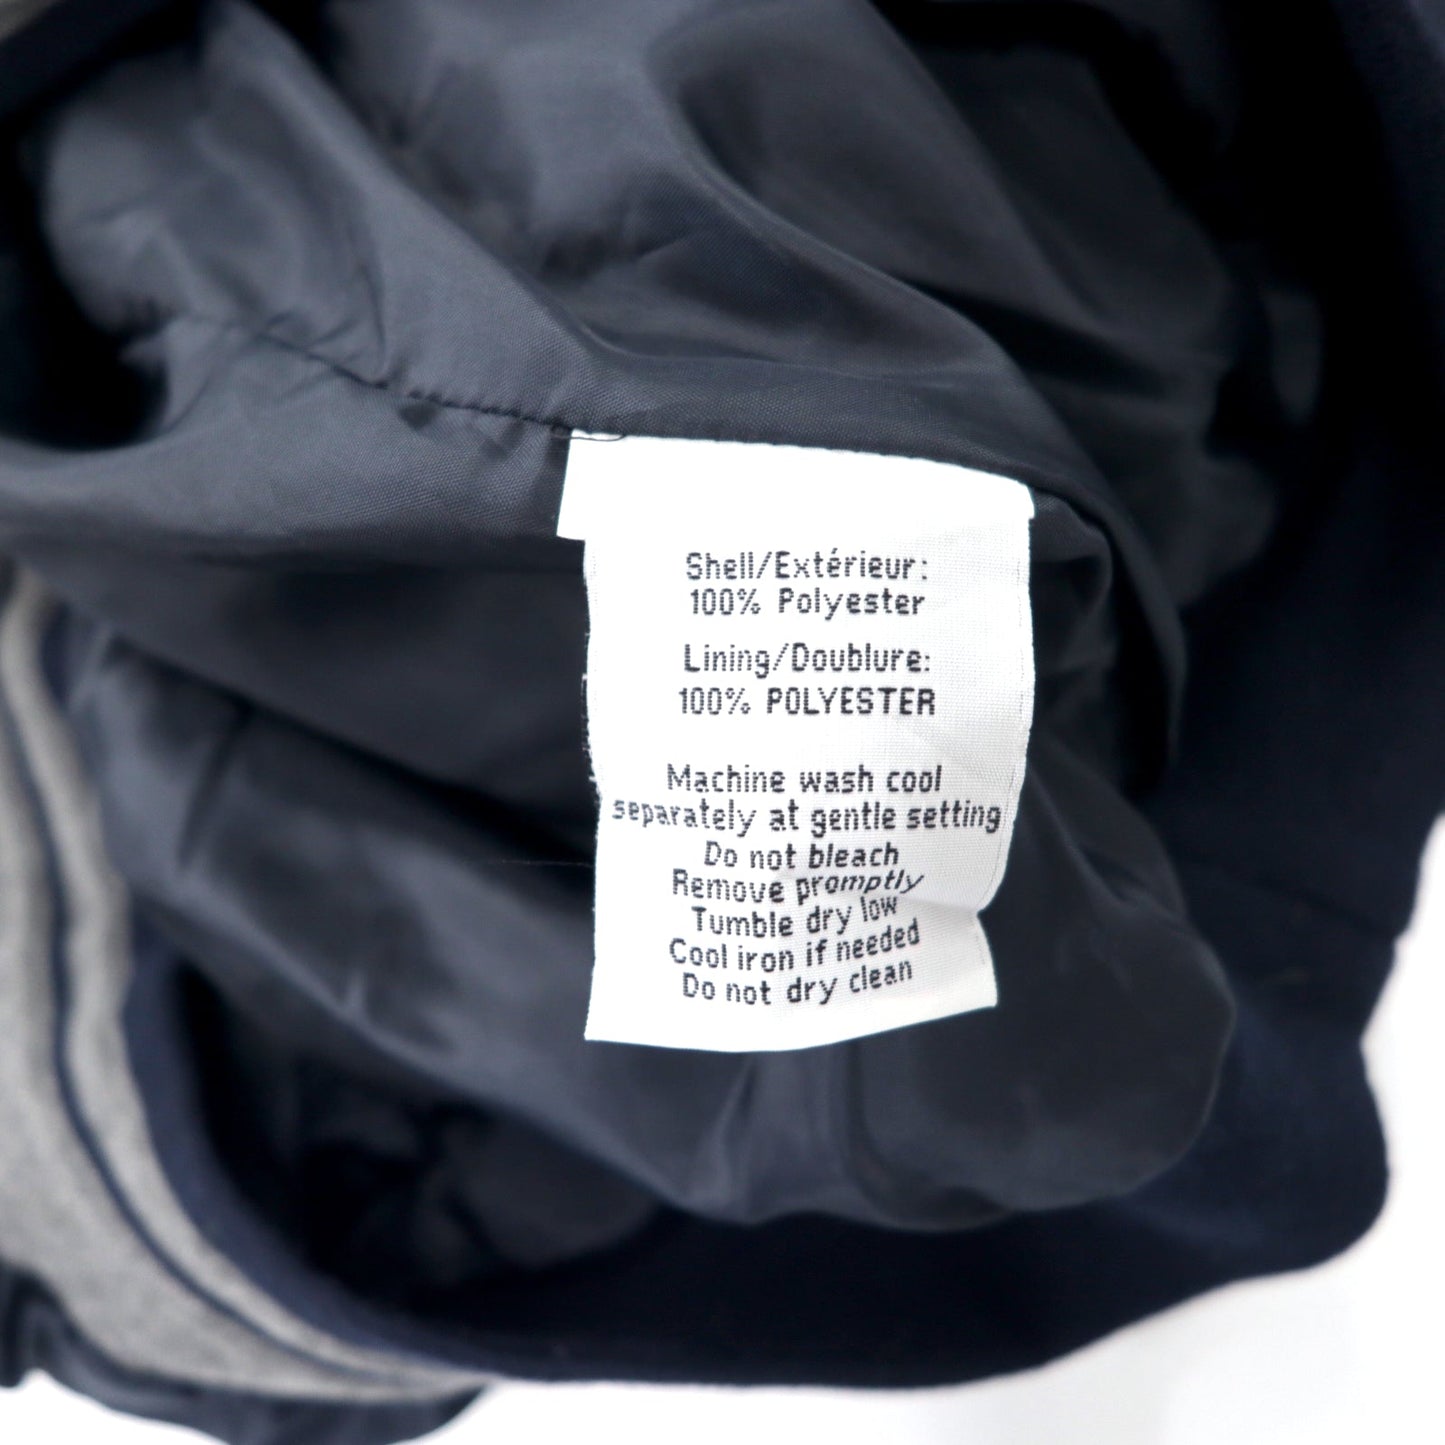 Shell/Extérieur:
100% Polyester
Lining/Doublure:
100% POLYESTER
Machine wash cool
separately at gentle setting
Do not bleach
Remove promptly
Tumble dry low
Cool iron if needed
Do not dry clean